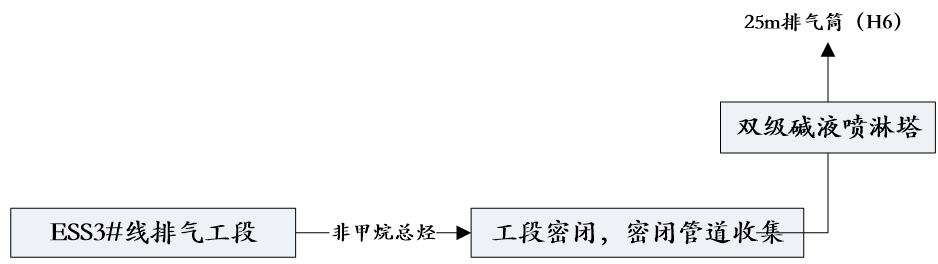 25m排气筒（H6）
双级碱液喷淋塔
ESS3#线排气工段
非甲烷总烃
工段密闭，密闭管道收集